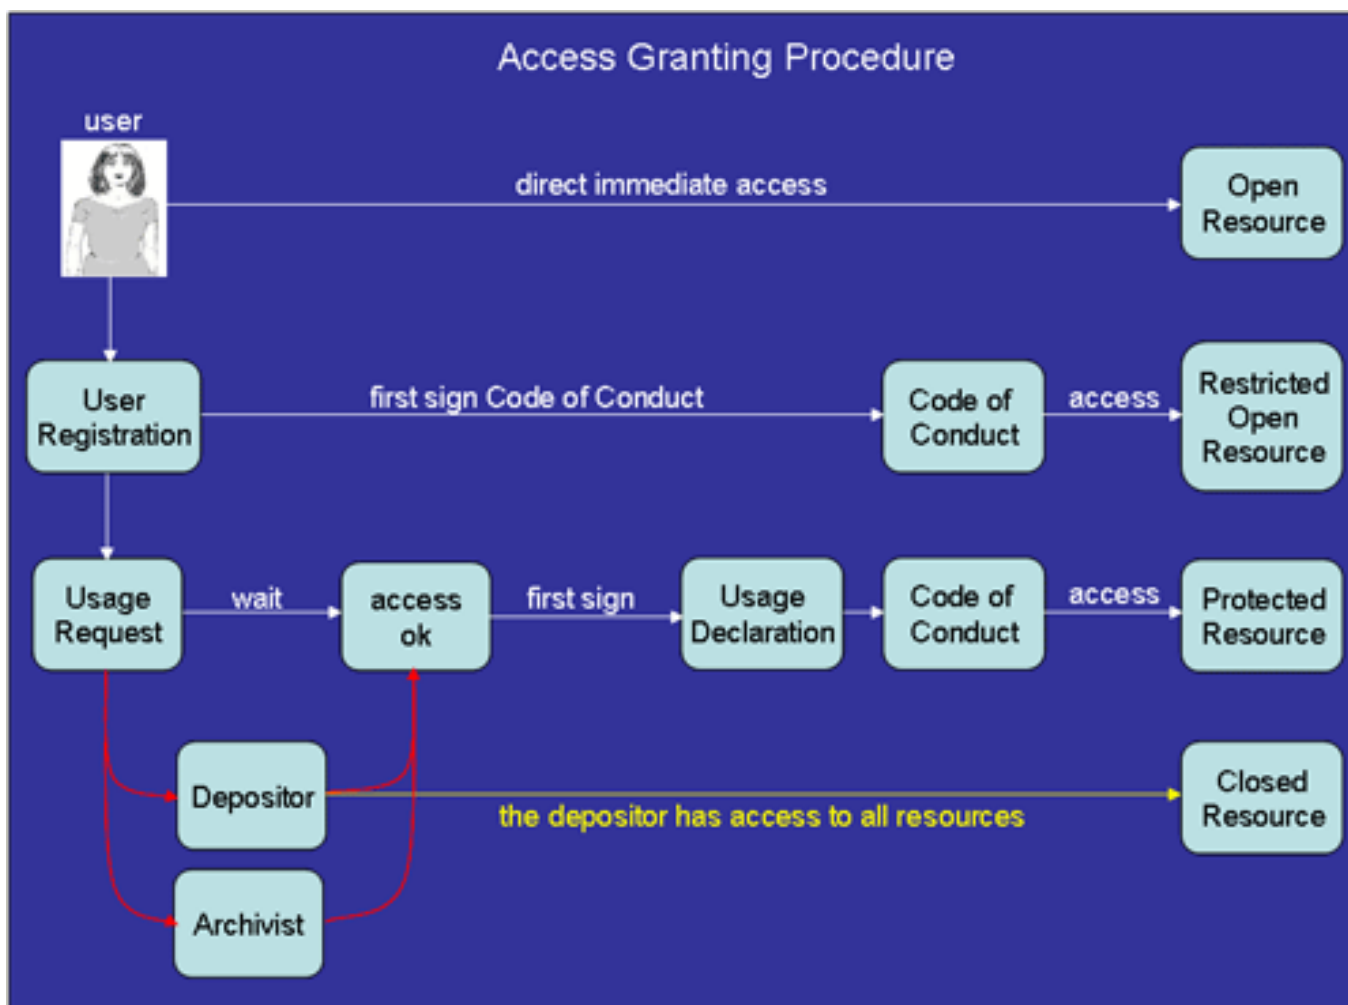 Access Granting Procedure
user
direct immediate access
Open
Resource
User
Registration
first sign Code of Conduct
Code of
Conduct
access
Restricted
Open
Resource
Usage
Request
wait
access
ok
first sign
Usage
Declaration
Code of
Conduct
access
Protected
Resource
Depositor
the depositor has access to all resources
Closed
Resource
Archivist